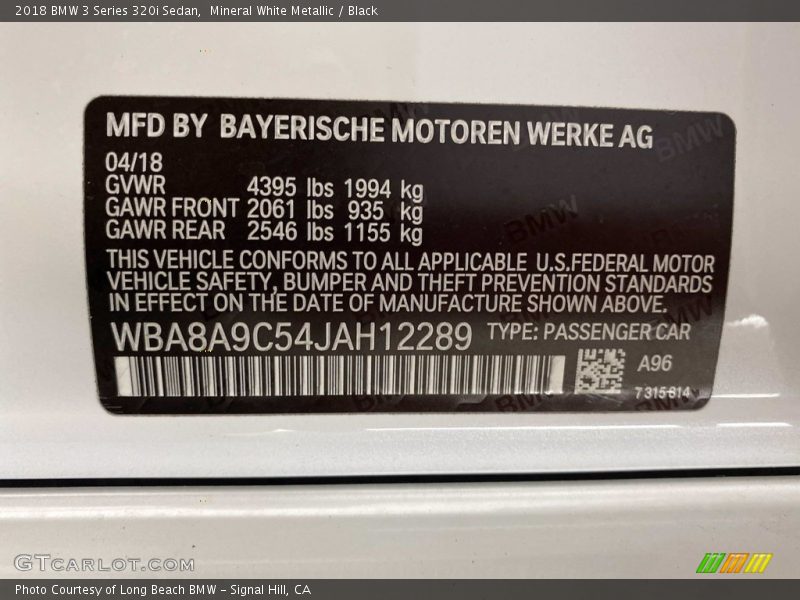 2018 BMW 3 Series 320i Sedan, Mineral White Metallic / Black
MFD BY BAYERISCHE MOTOREN WERKE AG
04/18
GVWR 4395 lbs 1994 kg
GAWR FRONT 2061 lbs 935 kg
GAWR REAR 2546 lbs 1155 kg
THIS VEHICLE CONFORMS TO ALL APPLICABLE U.S.FEDERAL MOTOR
VEHICLE SAFETY, BUMPER AND THEFT PREVENTION STANDARDS
IN EFFECT ON THE DATE OF MANUFACTURE SHOWN ABOVE.
WBA8A9C54JAH12289 TYPE: PASSENGER CAR
A96
7315814
GTCARLOT.COM
Photo Courtesy of Long Beach BMW – Signal Hill, CA